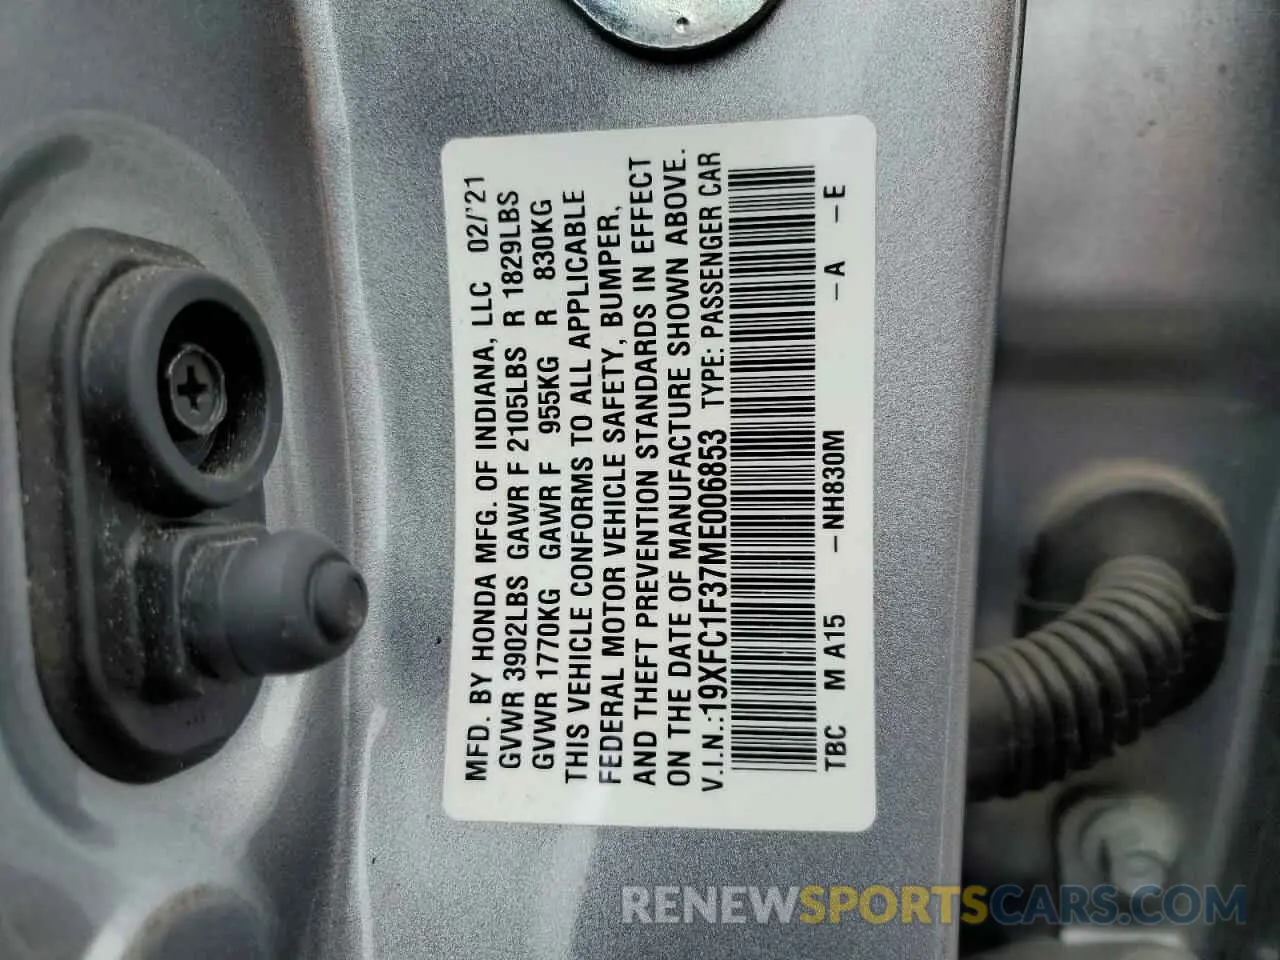 MFD. BY HONDA MFG. OF INDIANA, LLC 02/'21
GVWR 3902LBS GAWR F 2105LBS R 1829LBS
GVWR 1770KG GAWR F 955KG R 830KG
THIS VEHICLE CONFORMS TO ALL APPLICABLE
FEDERAL MOTOR VEHICLE SAFETY, BUMPER,
AND THEFT PREVENTION STANDARDS IN EFFECT
ON THE DATE OF MANUFACTURE SHOWN ABOVE.
V.I.N.:19XFC1F37ME006853 TYPE: PASSENGER CAR
TBC M A15 -NH830M -A -E
RENEWSPORTSCARS.COM